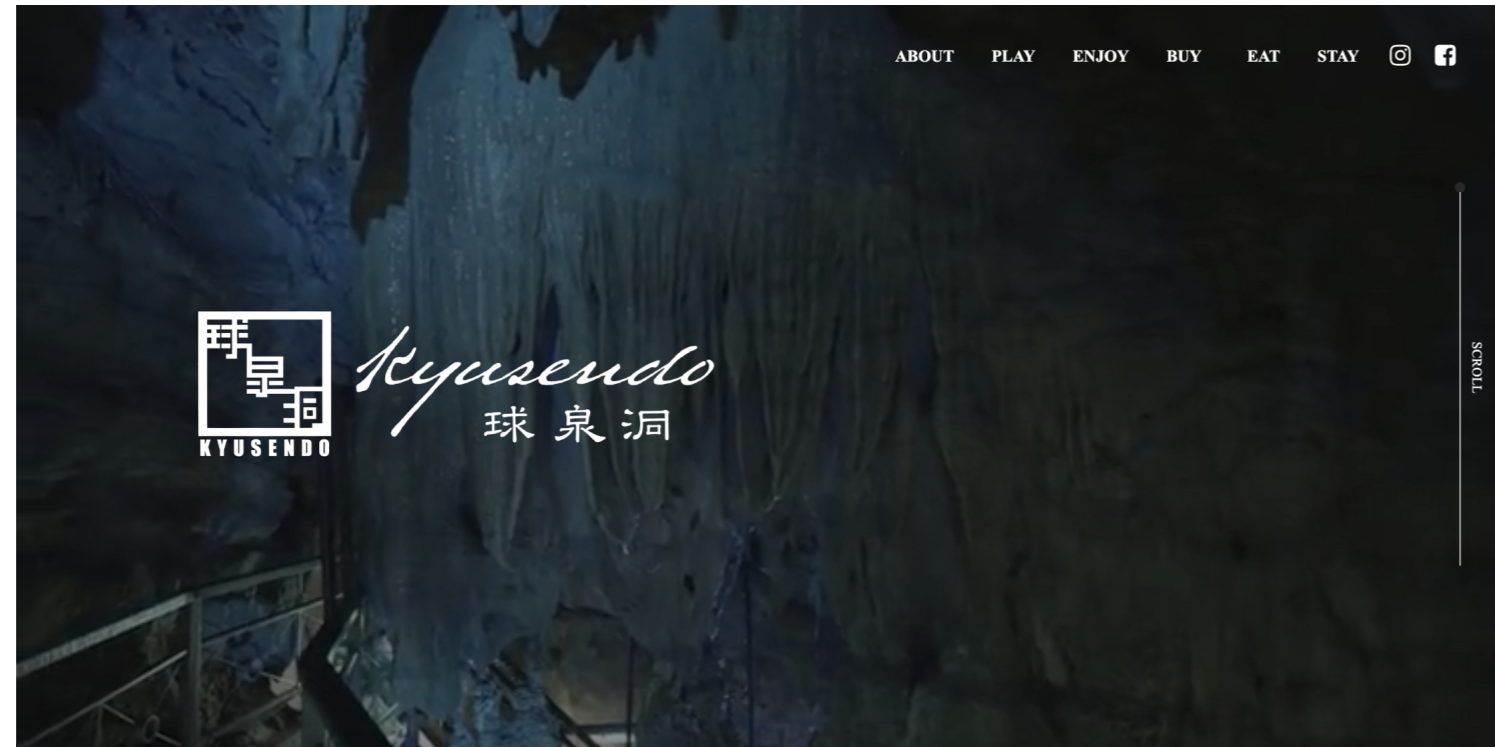 ABOUT PLAY ENJOY BUY EAT STAY
球泉洞
KYUSENDO
Kyusendo
球泉洞
SCROLL